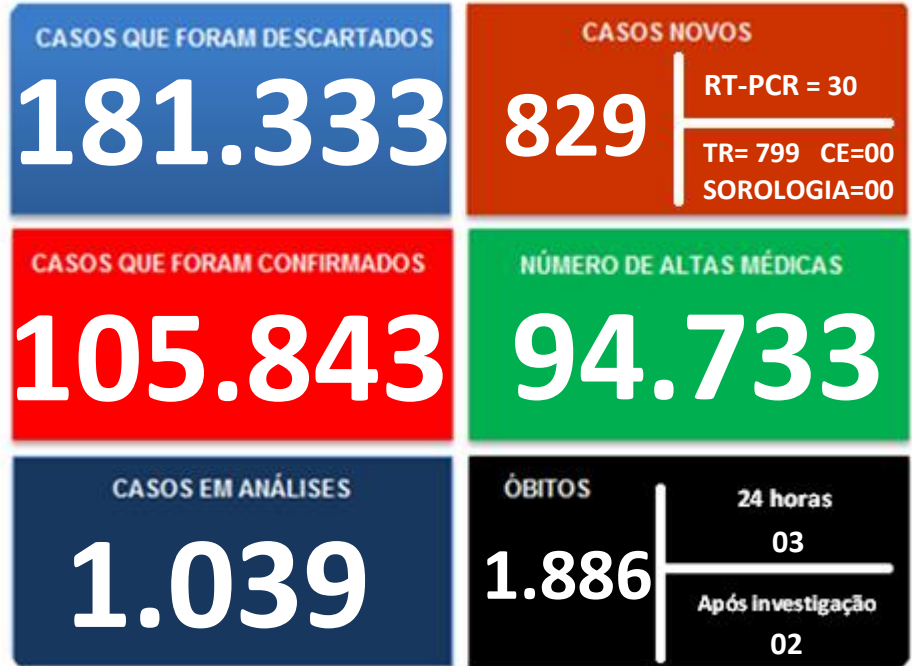 CASOS QUE FORAM DESCARTADOS
181.333
CASOS NOVOS
829
RT-PCR = 30
TR= 799 CE=00
SOROLOGIA=00
CASOS QUE FORAM CONFIRMADOS
105.843
NÚMERO DE ALTAS MÉDICAS
94.733
CASOS EM ANÁLISES
1.039
ÓBITOS
1.886
24 horas
03
Após investigação
02